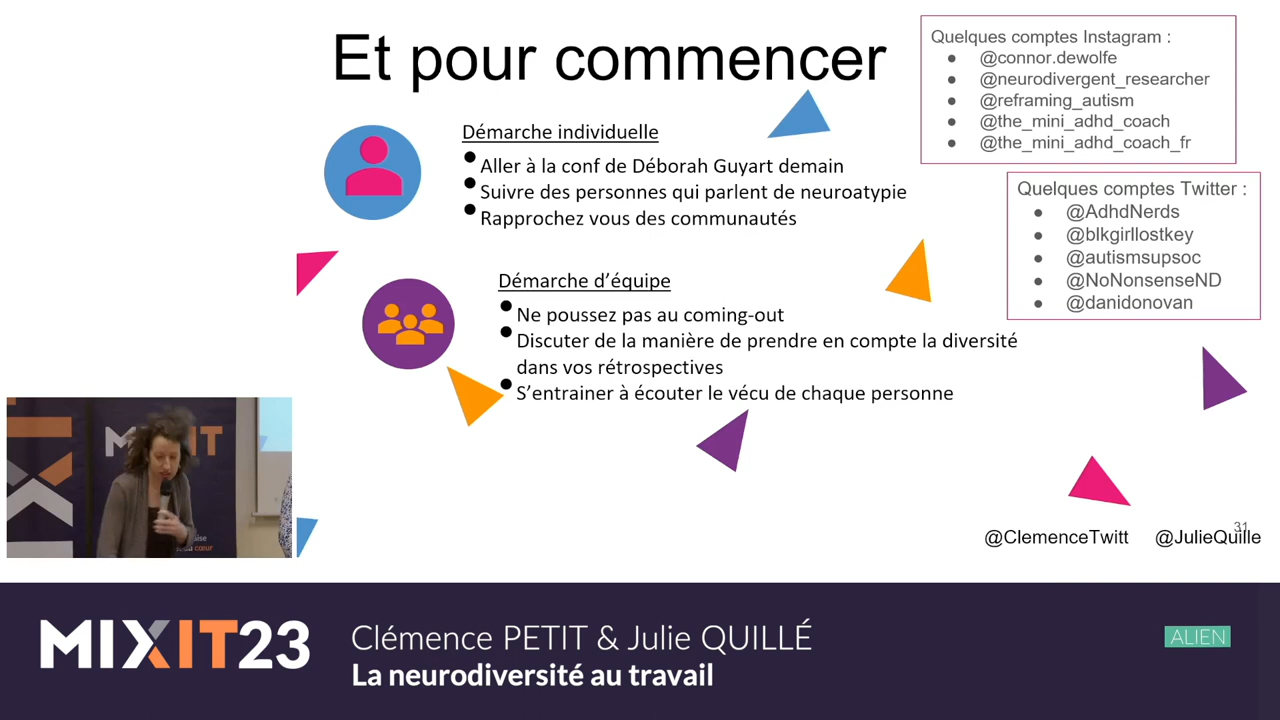 Et pour commencer
Démarche individuelle
● Aller à la conf de Déborah Guyart demain
● Suivre des personnes qui parlent de neuroatypie
● Rapprochez vous des communautés
Démarche d'équipe
● Ne poussez pas au coming-out
● Discuter de la manière de prendre en compte la diversité
dans vos rétrospectives
● S'entrainer à écouter le vécu de chaque personne
Quelques comptes Instagram :
● @connor.dewolfe
● @neurodivergent_researcher
● @reframing_autism
● @the_mini_adhd_coach
● @the_mini_adhd_coach_fr
Quelques comptes Twitter :
● @AdhdNerds
● @blkgirllostkey
● @autismsupsoc
● @NoNonsenseND
● @danidonovan
31
@ClemenceTwitt @JulieQuille
MIXIT
cœur
MIXIT23
Clémence PETIT & Julie QUILLÉ
La neurodiversité au travail
ALIEN